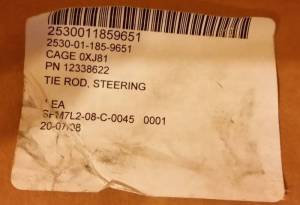 2530011859651
2530-01-185-9651
CAGE 0XJ81
PN 12338622
TIE ROD, STEERING
EA
SPM7L2-08-C-0045 0001
20-07/08